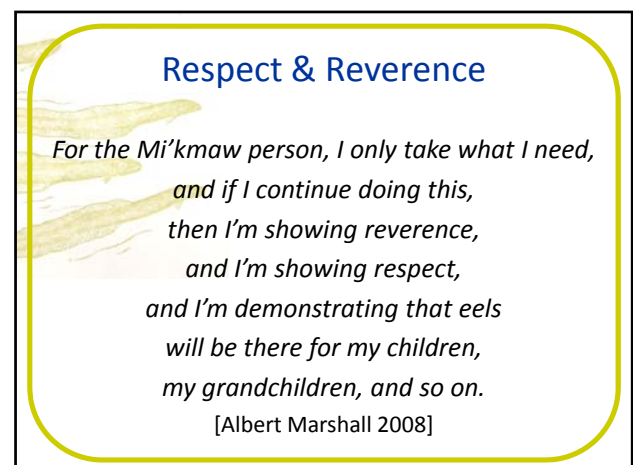 Respect & Reverence
For the Mi’kmaw person, I only take what I need,
and if I continue doing this,
then I’m showing reverence,
and I’m showing respect,
and I’m demonstrating that eels
will be there for my children,
my grandchildren, and so on.
[Albert Marshall 2008]